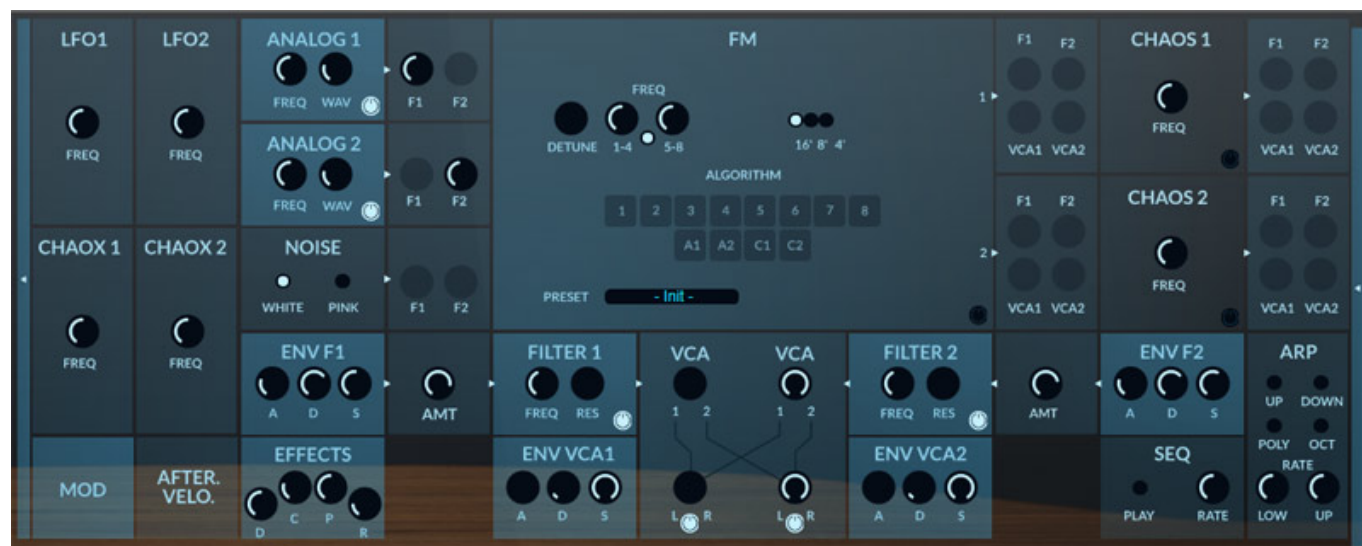 LFO1
FREQ
LFO2
FREQ
ANALOG 1
FREQ WAV
F1 F2
ANALOG 2
FREQ WAV
F1 F2
CHAOX 1
FREQ
CHAOX 2
FREQ
NOISE
WHITE PINK
F1 F2
FM
FREQ
DETUNE 1-4 5-8
16' 8' 4'
ALGORITHM
1 2 3 4 5 6 7 8
A1 A2 C1 C2
PRESET - Init -
1
F1 F2
VCA1 VCA2
2
F1 F2
VCA1 VCA2
CHAOS 1
FREQ
F1 F2
VCA1 VCA2
CHAOS 2
FREQ
F1 F2
VCA1 VCA2
ENV F1
A D S
AMT
FILTER 1
FREQ RES
VCA VCA
1 2 1 2
L R L R
FILTER 2
FREQ RES
AMT
ENV F2
A D S
ARP
UP DOWN
POLY OCT
RATE
LOW UP
MOD
AFTER.
VELO.
EFFECTS
D C P R
ENV VCA1
A D S
ENV VCA2
A D S
SEQ
PLAY RATE